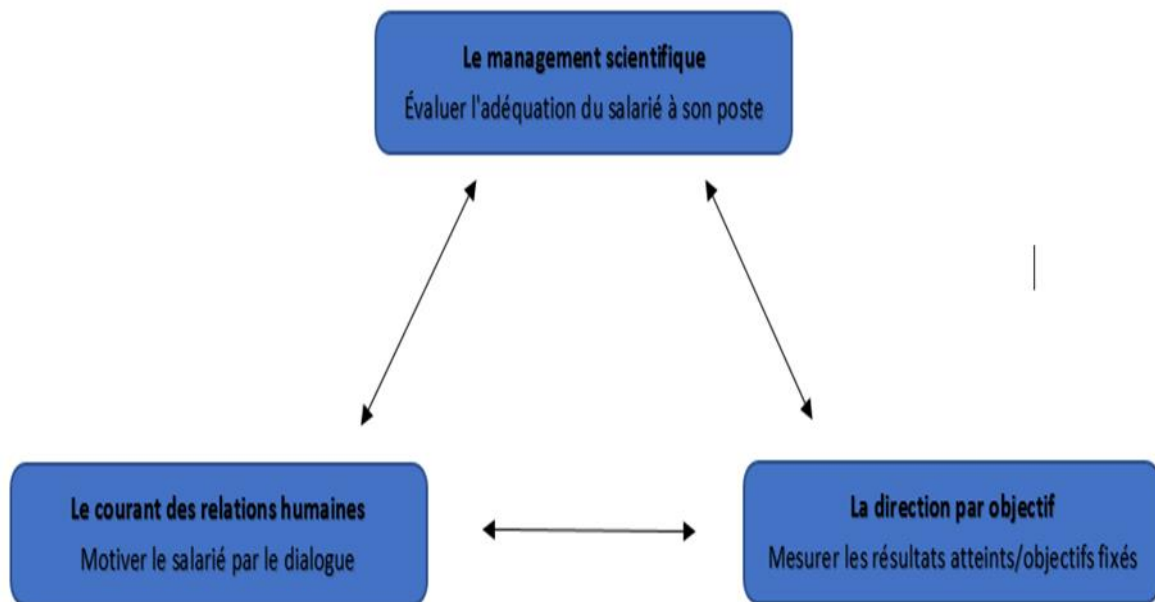 Le management scientifique
Évaluer l'adéquation du salarié à son poste
Le courant des relations humaines
Motiver le salarié par le dialogue
La direction par objectif
Mesurer les résultats atteints/objectifs fixés